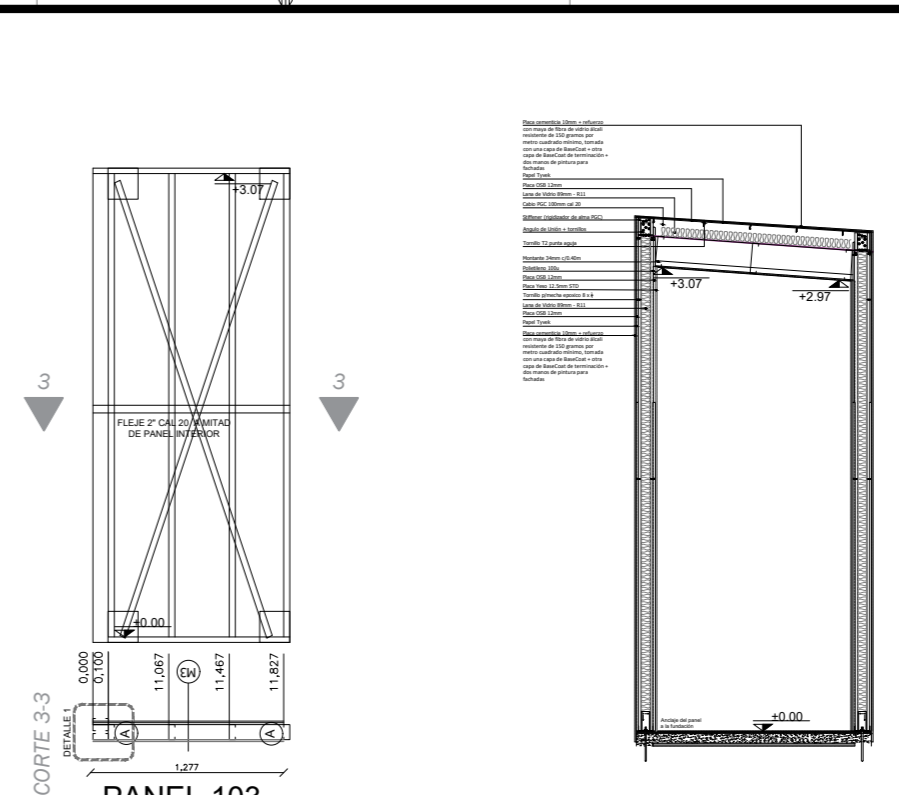 +3.07
3
3
FLEJE 2" CAL 20 A MITAD
DE PANEL INTERIOR
+0.00
0,000
0,100
11,067
11,467
11,827
M3
CORTE 3-3
DETALLE 1
A
A
1,277
PANEL 103
Placa cementicia 10mm + refuerzo
con maya de fibra de vidrio álcali
resistente de 150 gramos por
metro cuadrado mínimo, tomada
con una capa de BaseCoat + otra
capa de BaseCoat de terminación +
dos manos de pintura para
fachadas
Papel Tyvek
Placa OSB 12mm
Lana de Vidrio 89mm - R11
Cabio PGC 100mm cal 20
Stiffener (rigidizador de alma PGC)
Angulo de Unión + tornillos
Tornillo T2 punta aguja
Montante 34mm c/0.40m
Polietileno 100u
Placa OSB 12mm
Placa Yeso 12.5mm STD
Tornillo p/mecha epoxico 8 x
Lana de Vidrio 89mm - R11
Placa OSB 12mm
Papel Tyvek
Placa cementicia 10mm + refuerzo
con maya de fibra de vidrio álcali
resistente de 150 gramos por
metro cuadrado mínimo, tomada
con una capa de BaseCoat + otra
capa de BaseCoat de terminación +
dos manos de pintura para
fachadas
+3.07
+2.97
Anclaje del panel
a la fundación
+0.00